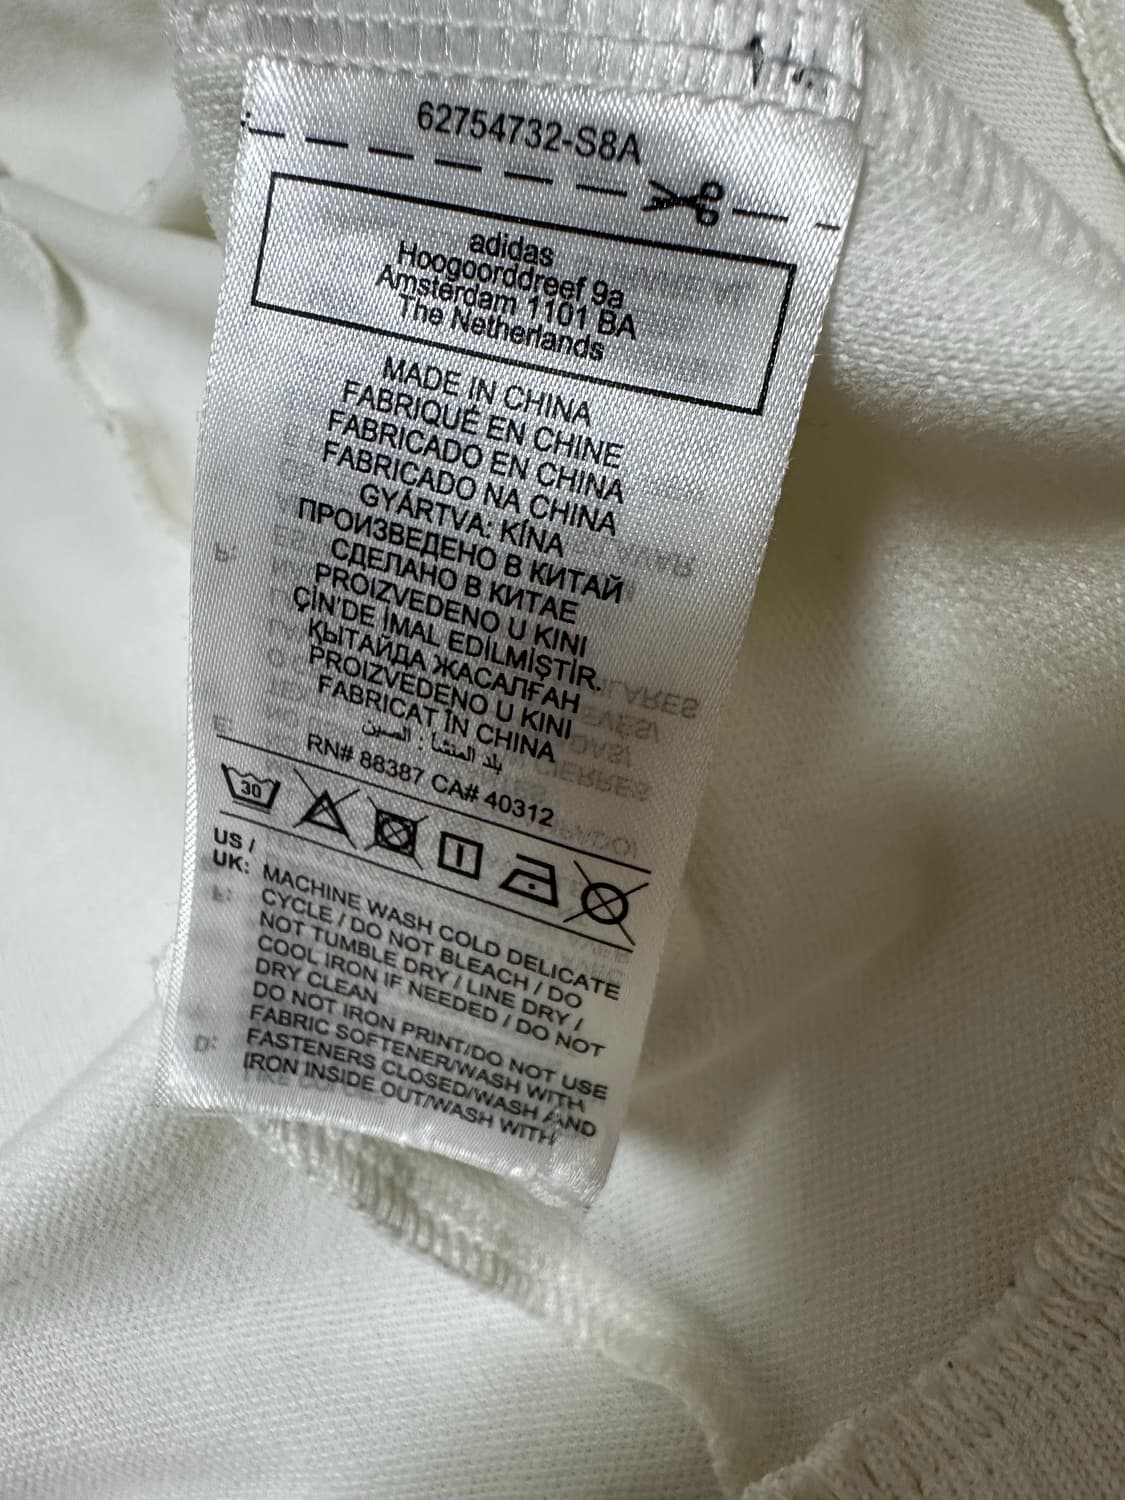 62754732-S8A
adidas
Hoogoorddreef 9a
Amsterdam 1101 BA
The Netherlands
MADE IN CHINA
FABRIQUÉ EN CHINE
FABRICADO EN CHINA
FABRICADO NA CHINA
GYÁRTVA: KÍNA
ПРОИЗВЕДЕНО В КИТАЙ
СДЕЛАНО В КИТАЕ
PROIZVEDENO U KINI
ÇİN'DE İMAL EDİLMİŞTİR.
ҚЫТАЙДА ЖАСАЛҒАН
PROIZVEDENO U KINI
FABRICAT ÎN CHINA
بلد المنشأ : الصين
RN# 88387 CA# 40312
30
US / UK: MACHINE WASH COLD DELICATE
CYCLE / DO NOT BLEACH / DO
NOT TUMBLE DRY / LINE DRY /
COOL IRON IF NEEDED / DO NOT
DRY CLEAN
DO NOT IRON PRINT/DO NOT USE
FABRIC SOFTENER/WASH WITH
FASTENERS CLOSED/WASH AND
IRON INSIDE OUT/WASH WITH